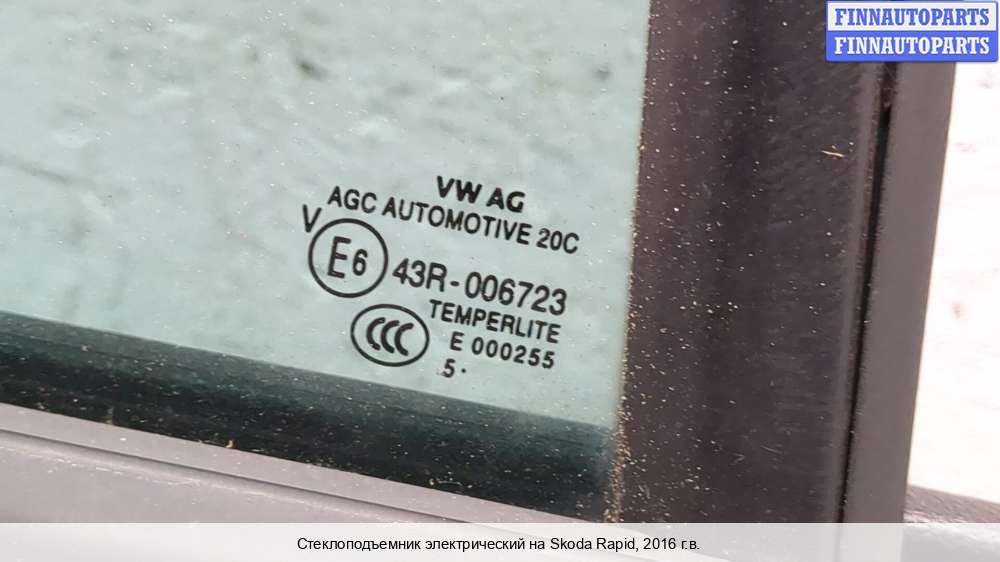 FINNAUTOPARTS
FINNAUTOPARTS
VW AG
AGC AUTOMOTIVE 20C
V
E6 43R-006723
CCC TEMPERLITE
E 000255
.5.
Стеклоподъемник электрический на Skoda Rapid, 2016 г.в.